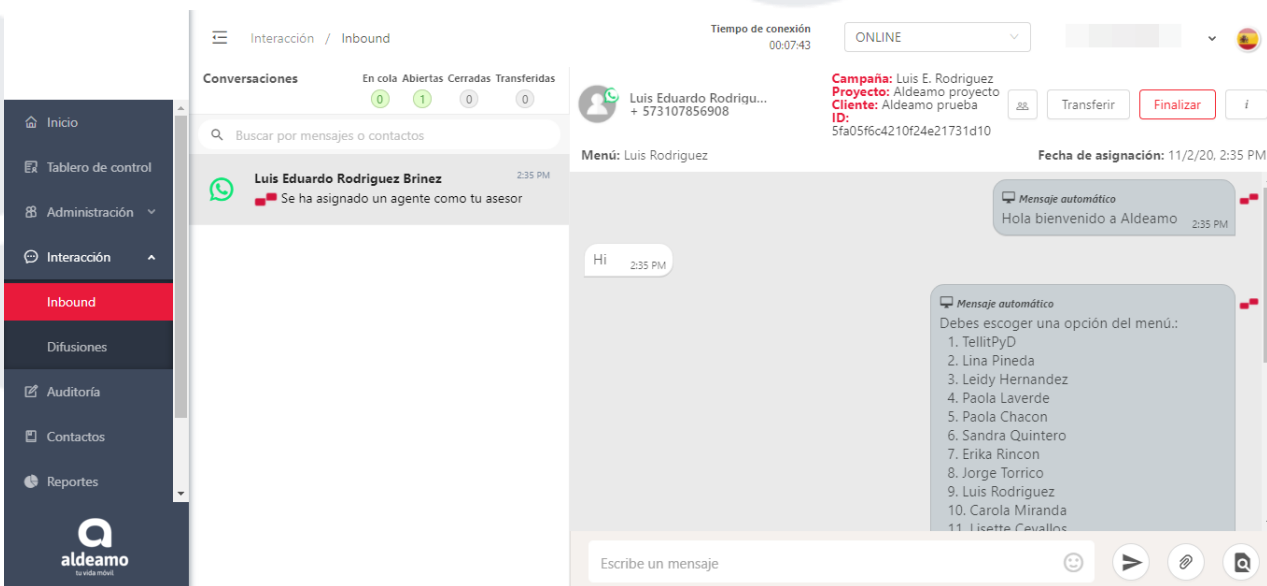 Interacción / Inbound
Tiempo de conexión
00:07:43
ONLINE
Inicio
Tablero de control
Administración
Interacción
Inbound
Difusiones
Auditoría
Contactos
Reportes
aldeamo
tu vida móvil
Conversaciones
En cola Abiertas Cerradas Transferidas
0 1 0 0
Buscar por mensajes o contactos
Luis Eduardo Rodriguez Brinez 2:35 PM
Se ha asignado un agente como tu asesor
Luis Eduardo Rodrigu...
+ 573107856908
Campaña: Luis E. Rodriguez
Proyecto: Aldeamo proyecto
Cliente: Aldeamo prueba
ID:
5fa05f6c4210f24e21731d10
Transferir
Finalizar
i
Menú: Luis Rodriguez
Fecha de asignación: 11/2/20, 2:35 PM
Mensaje automático
Hola bienvenido a Aldeamo 2:35 PM
Hi 2:35 PM
Mensaje automático
Debes escoger una opción del menú.:
1. TellitPyD
2. Lina Pineda
3. Leidy Hernandez
4. Paola Laverde
5. Paola Chacon
6. Sandra Quintero
7. Erika Rincon
8. Jorge Torrico
9. Luis Rodriguez
10. Carola Miranda
11. Lisette Cevallos
Escribe un mensaje